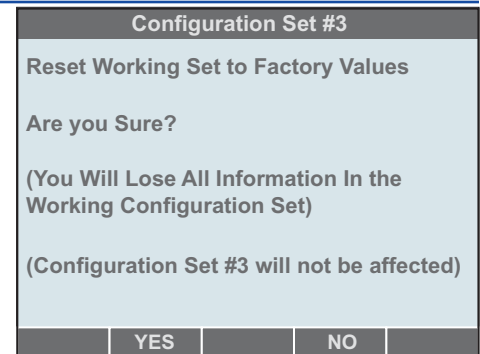 Configuration Set #3
Reset Working Set to Factory Values
Are you Sure?
(You Will Lose All Information In the
Working Configuration Set)
(Configuration Set #3 will not be affected)
YES NO